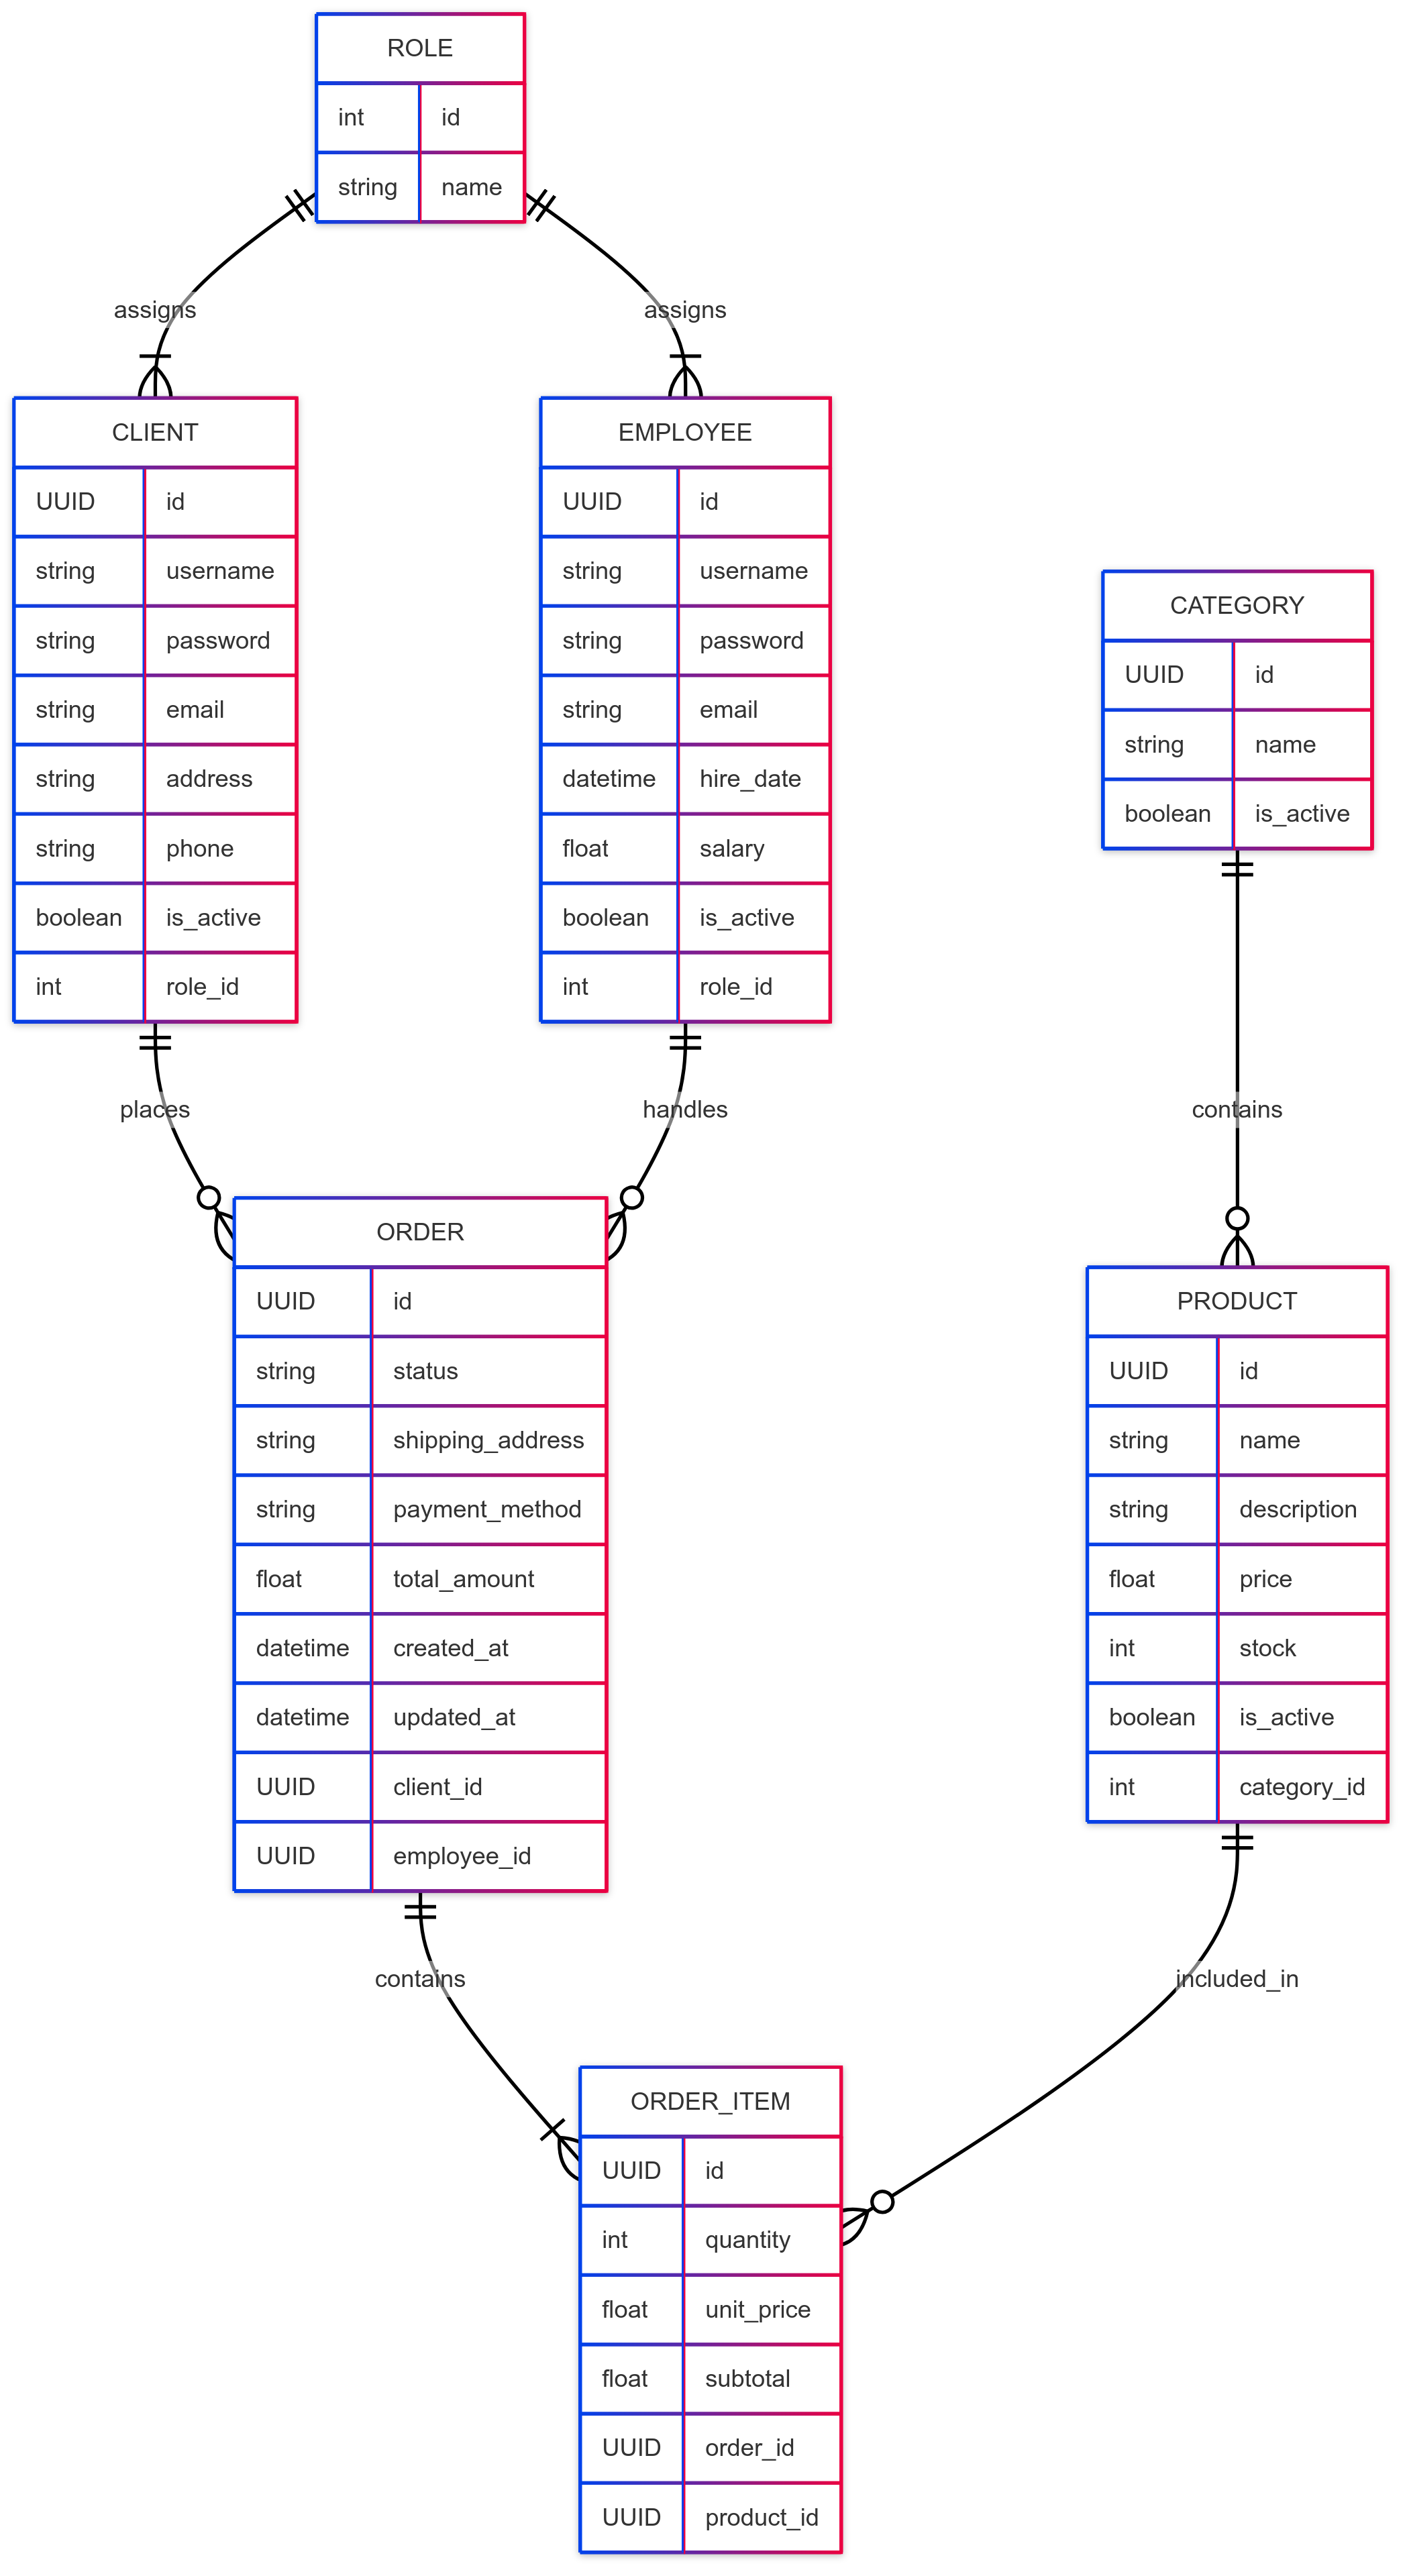 ROLE
int id
string name
assigns
assigns
CLIENT
UUID id
string username
string password
string email
string address
string phone
boolean is_active
int role_id
EMPLOYEE
UUID id
string username
string password
string email
datetime hire_date
float salary
boolean is_active
int role_id
CATEGORY
UUID id
string name
boolean is_active
places
handles
contains
ORDER
UUID id
string status
string shipping_address
string payment_method
float total_amount
datetime created_at
datetime updated_at
UUID client_id
UUID employee_id
PRODUCT
UUID id
string name
string description
float price
int stock
boolean is_active
int category_id
contains
included_in
ORDER_ITEM
UUID id
int quantity
float unit_price
float subtotal
UUID order_id
UUID product_id